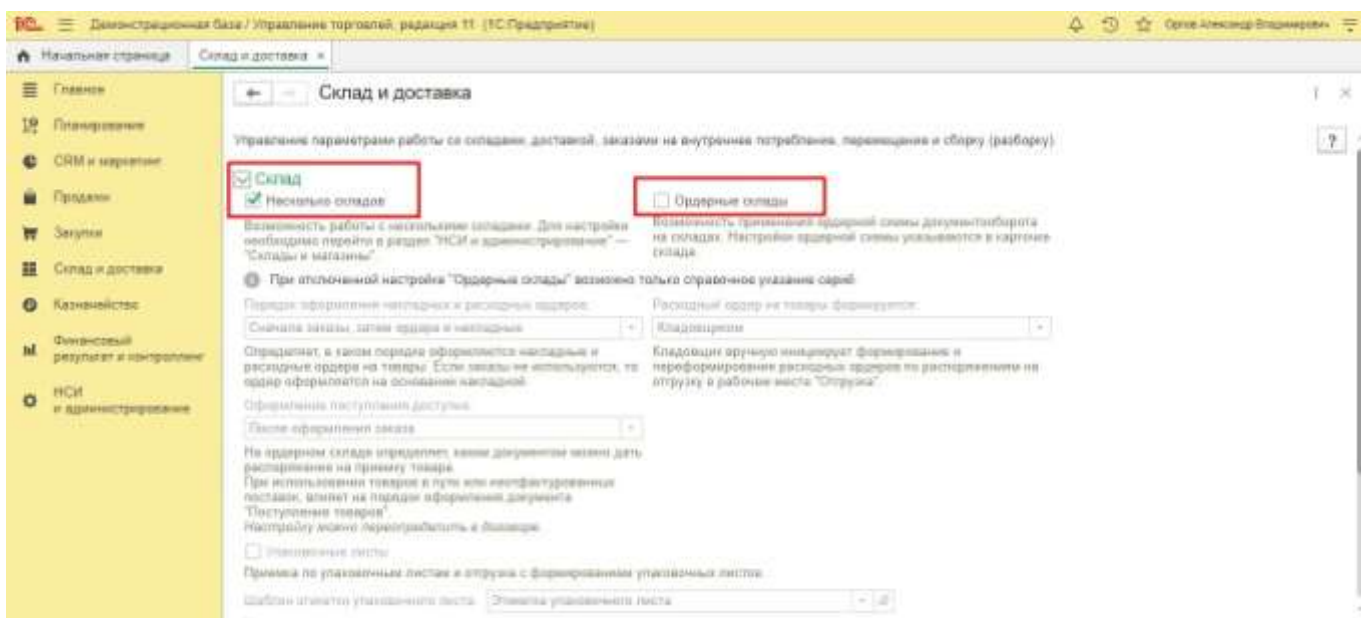 1С Демонстрационная база / Управление торговлей, редакция 11 (1С:Предприятие) Орлов Александр Владимирович
Начальная страница Склад и доставка ×
Главное
Планирование
CRM и маркетинг
Продажи
Закупки
Склад и доставка
Казначейство
Финансовый
результат и контроллинг
НСИ
и администрирование
Склад и доставка
Управление параметрами работы со складами, доставкой, заказами на внутреннее потребление, перемещение и сборку (разборку). ?
Склад
Несколько складов
Возможность работы с несколькими складами. Для настройки
необходимо перейти в раздел "НСИ и администрирование" —
"Склады и магазины".
Ордерные склады
Возможность применения ордерной схемы документооборота
на складах. Настройки ордерной схемы указываются в карточке
склада.
При отключенной настройке "Ордерные склады" возможно только справочное указание серий.
Порядок оформления накладных и расходных ордеров:
Сначала заказы, затем ордера и накладные
Определяет, в каком порядке оформляются накладные и
расходные ордера на товары. Если заказы не используются, то
ордер оформляется на основании накладной.
Расходный ордер на товары формируется:
Кладовщиком
Кладовщик вручную инициирует формирование и
переформирование расходных ордеров по распоряжениям на
отгрузку в рабочем месте "Отгрузка".
Оформление поступления доступно:
После оформления заказа
На ордерном складе определяет, каким документом можно дать
распоряжение на приемку товара.
При использовании товаров в пути или неотфактурованных
поставок, влияет на порядок оформления документа
"Поступление товаров".
Настройку можно переопределить в договоре.
Упаковочные листы
Приемка по упаковочным листам и отгрузка с формированием упаковочных листов.
Шаблон этикетки упаковочного листа: Этикетка упаковочного листа